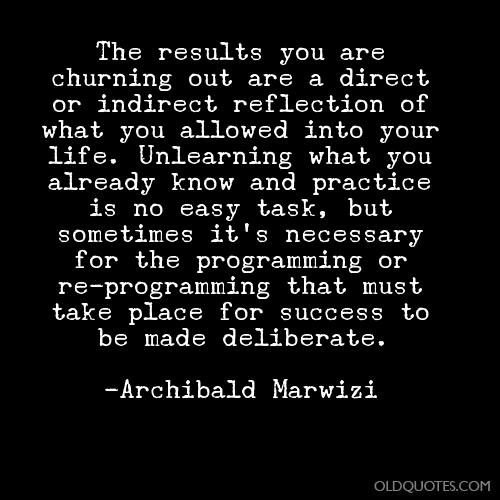 The results you are
churning out are a direct
or indirect reflection of
what you allowed into your
life. Unlearning what you
already know and practice
is no easy task, but
sometimes it's necessary
for the programming or
re-programming that must
take place for success to
be made deliberate.
-Archibald Marwizi
OLDQUOTES.COM